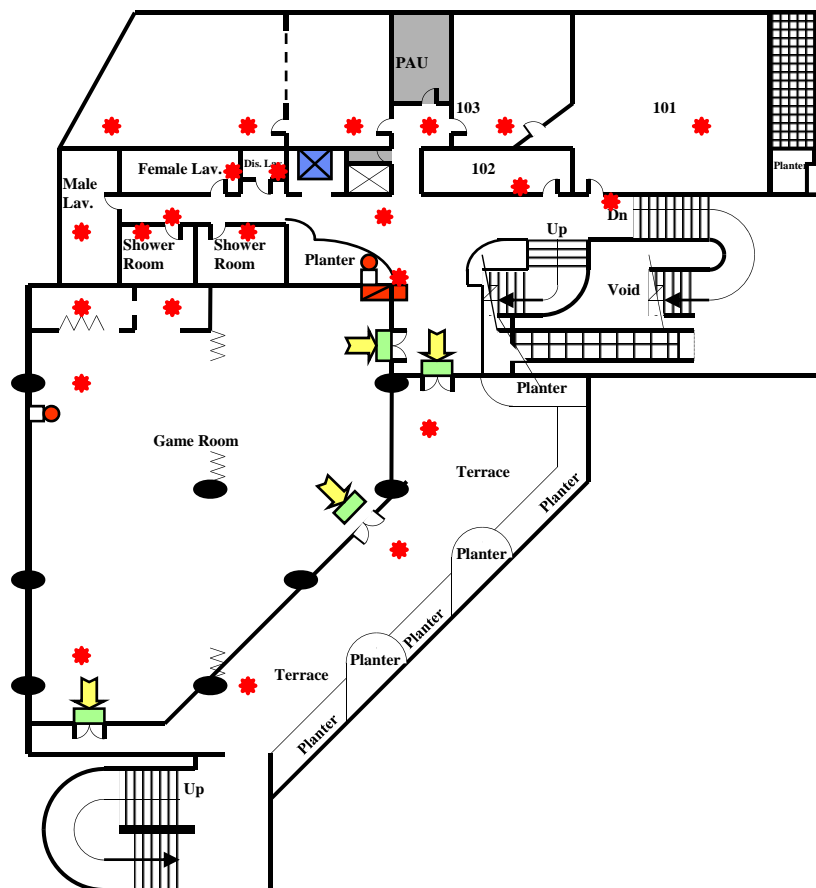 PAU
103
101
Female Lav.
Dis. La
102
Planter
Male
Lav.
Dn
Up
Shower
Room
Shower
Room
Planter
Void
Planter
Game Room
Terrace
Planter
Planter
Planter
Planter
Terrace
Planter
Up